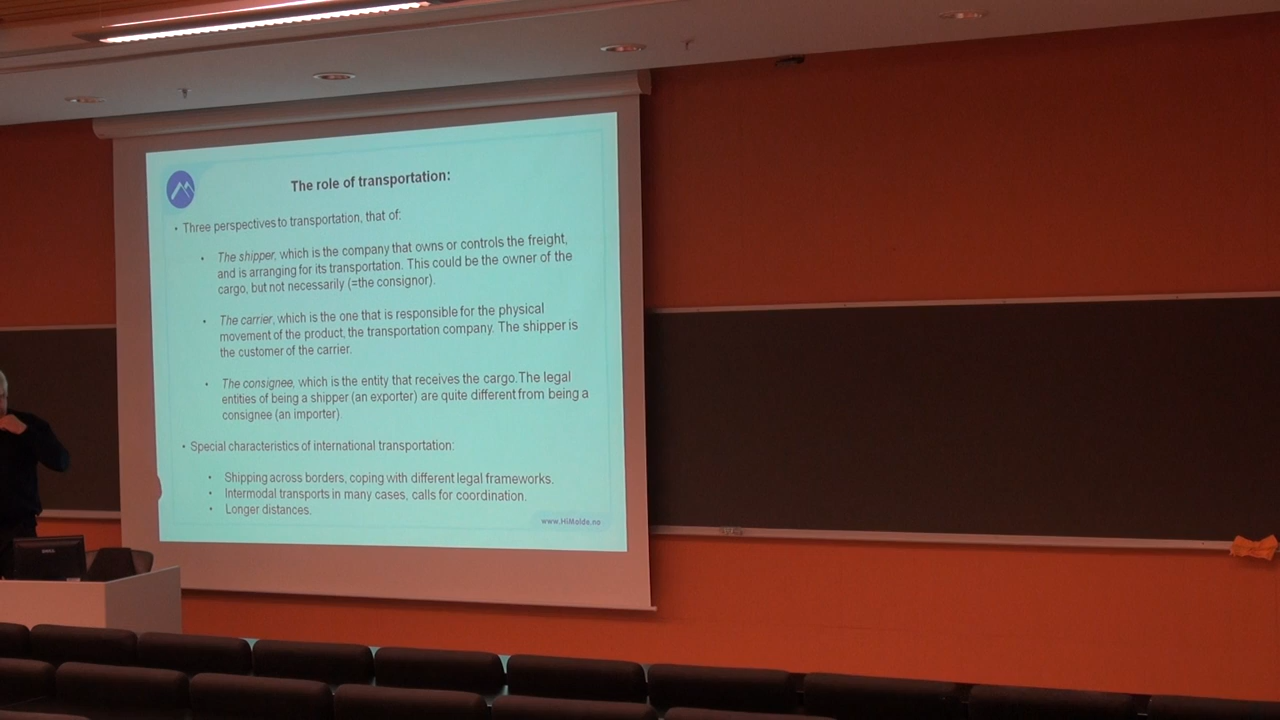 The role of transportation:
• Three perspectives to transportation, that of:
• The shipper, which is the company that owns or controls the freight,
and is arranging for its transportation. This could be the owner of the
cargo, but not necessarily (=the consignor).
• The carrier, which is the one that is responsible for the physical
movement of the product, the transportation company. The shipper is
the customer of the carrier.
• The consignee, which is the entity that receives the cargo.The legal
entities of being a shipper (an exporter) are quite different from being a
consignee (an importer).
• Special characteristics of international transportation:
• Shipping across borders, coping with different legal frameworks.
• Intermodal transports in many cases, calls for coordination.
• Longer distances.
www.HiMolde.no